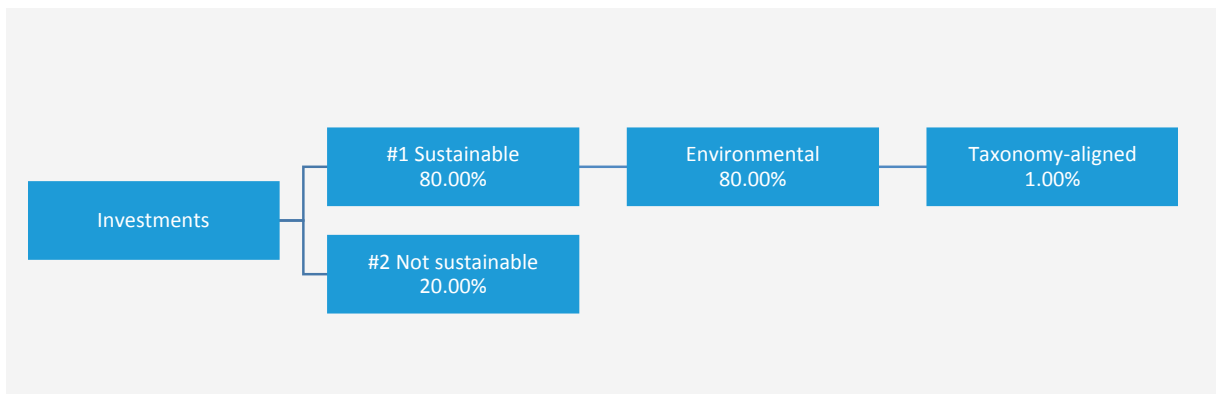 Investments
#1 Sustainable
80.00%
Environmental
80.00%
Taxonomy-aligned
1.00%
#2 Not sustainable
20.00%